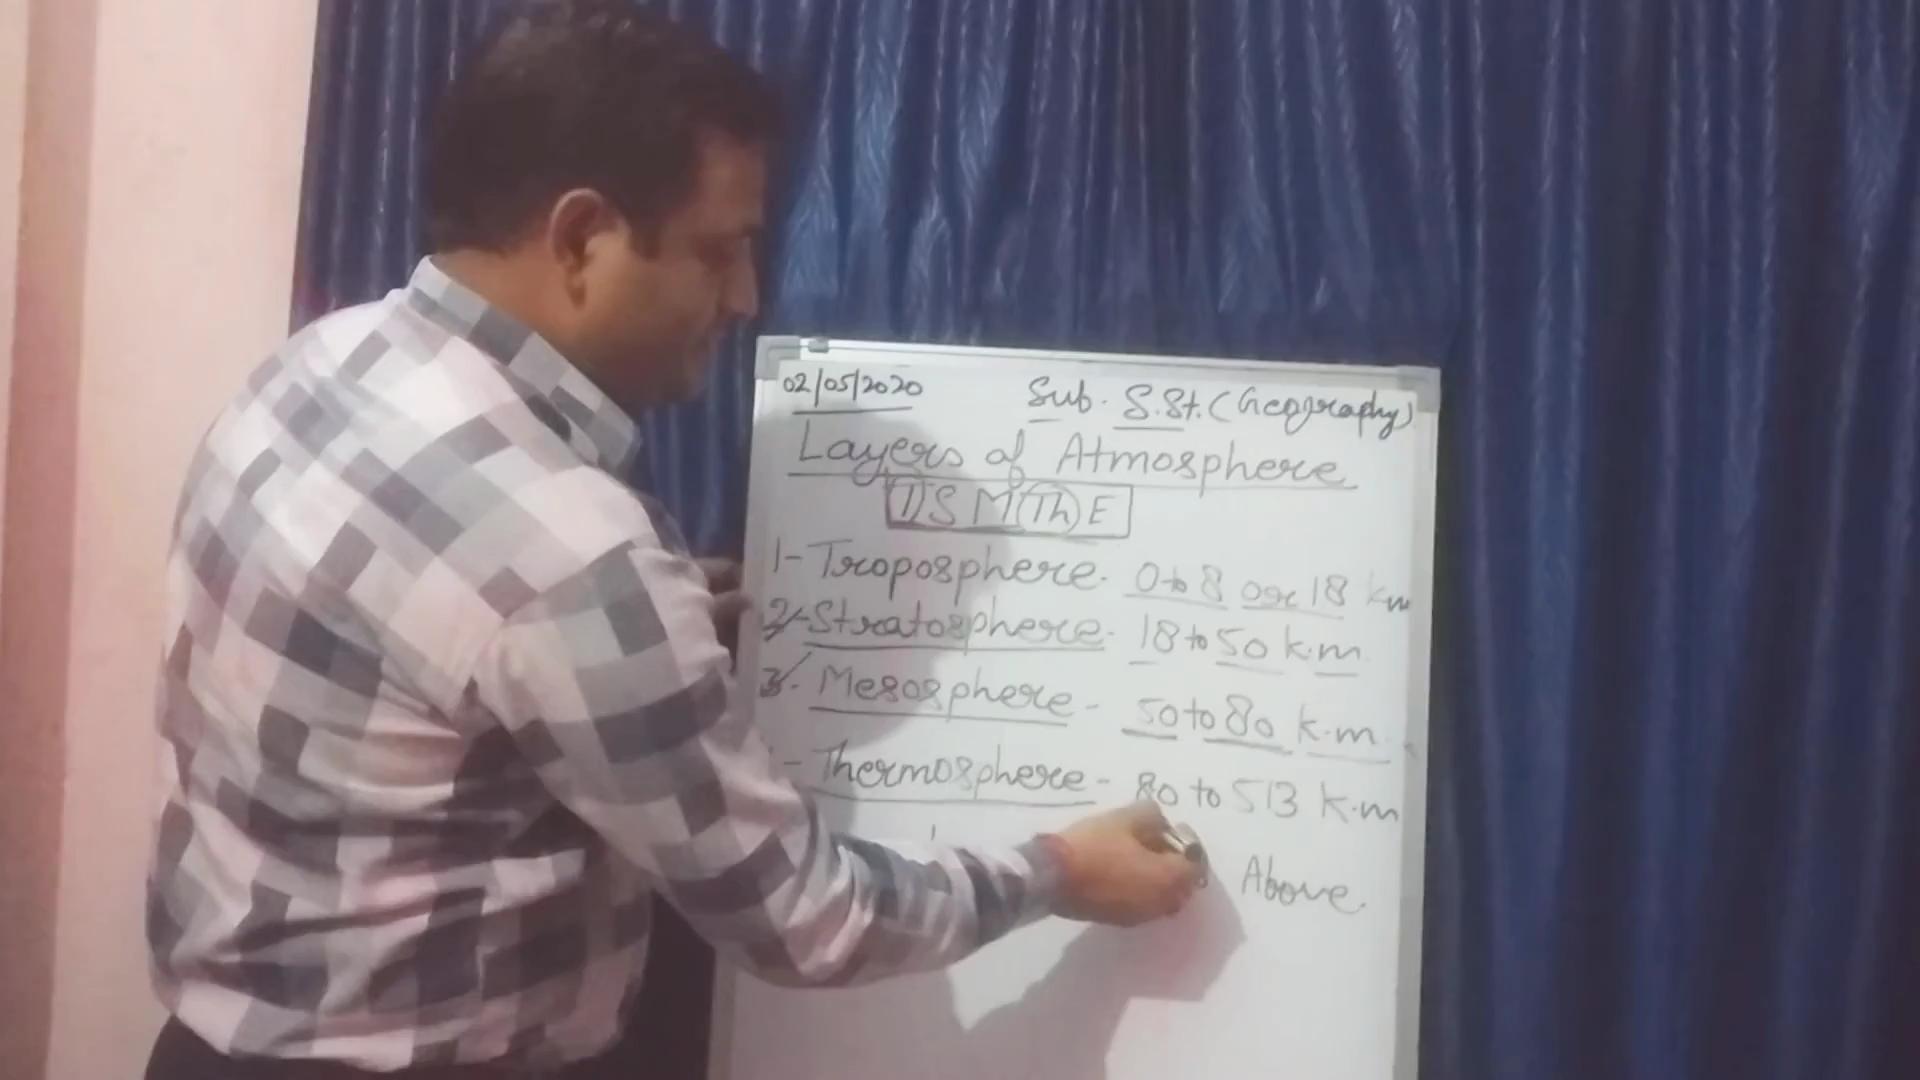 02/05/2020 Sub. S.St. (Geography)
Layers of Atmosphere
T S M Th E
1- Troposphere. 0 to 8 or 18 km
2- Stratosphere. 18 to 50 k.m.
3. Mesosphere - 50 to 80 k.m.
- Thermosphere - 80 to 513 k.m
Above.